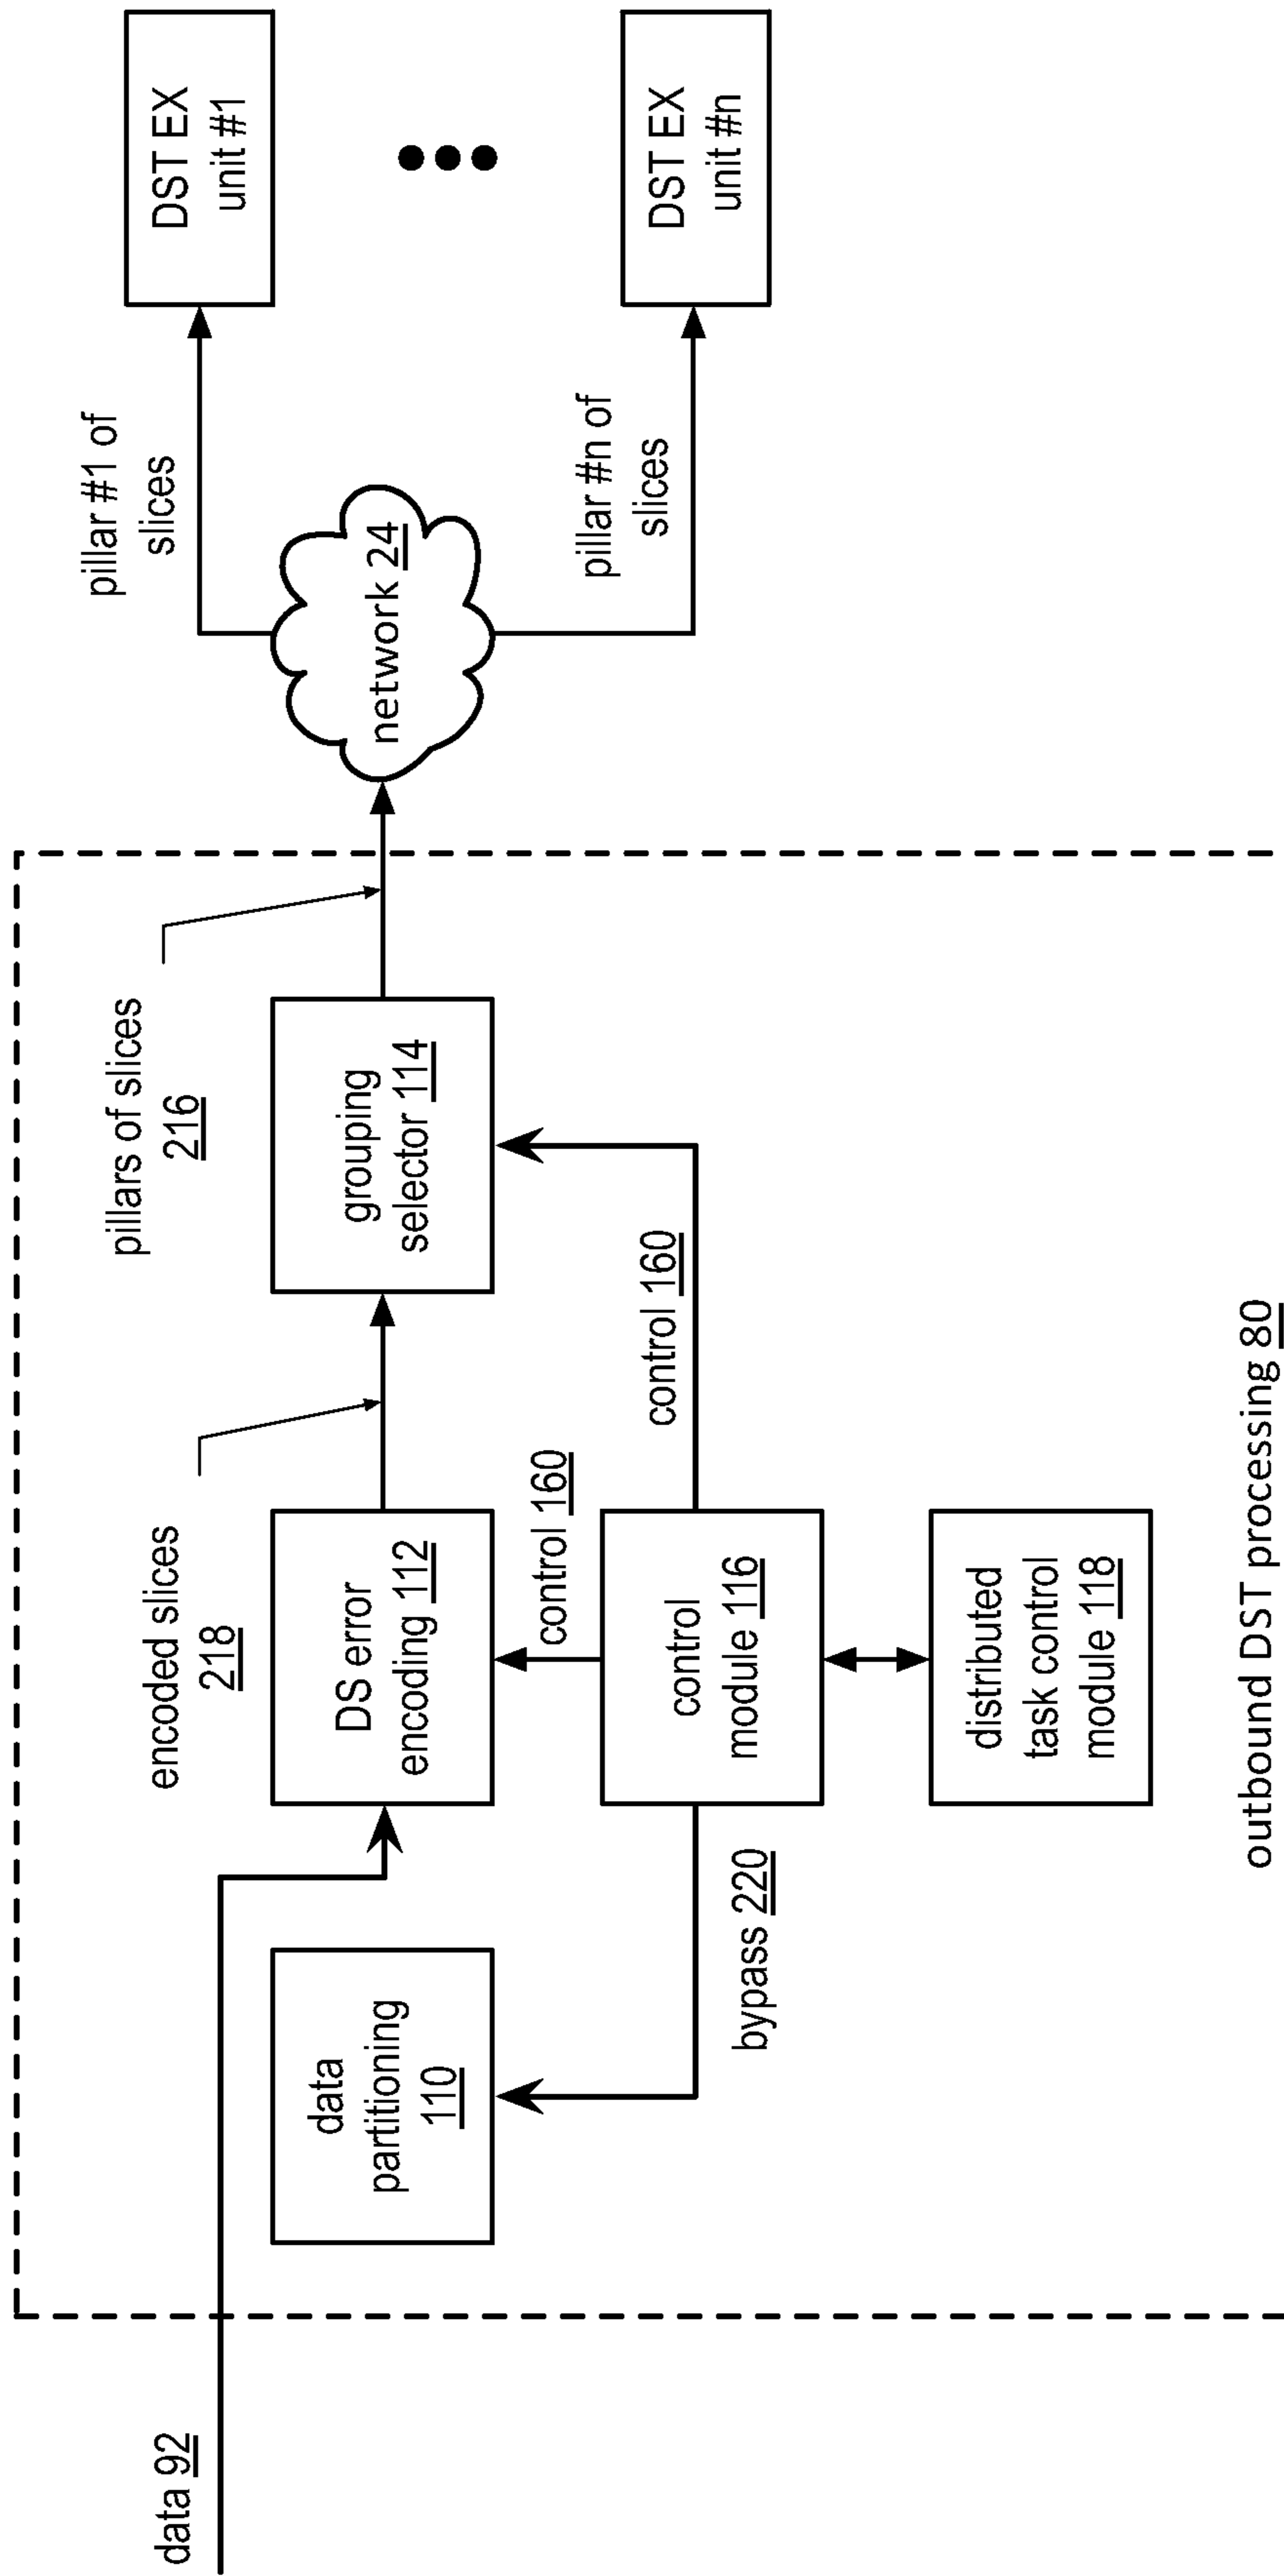 data 92
data
partitioning
110
bypass 220
encoded slices
218
DS error
encoding 112
control 160
control
module 116
distributed
task control
module 118
control 160
pillars of slices
216
grouping
selector 114
outbound DST processing 80
network 24
pillar #1 of
slices
pillar #n of
slices
DST EX
unit #1
DST EX
unit #n